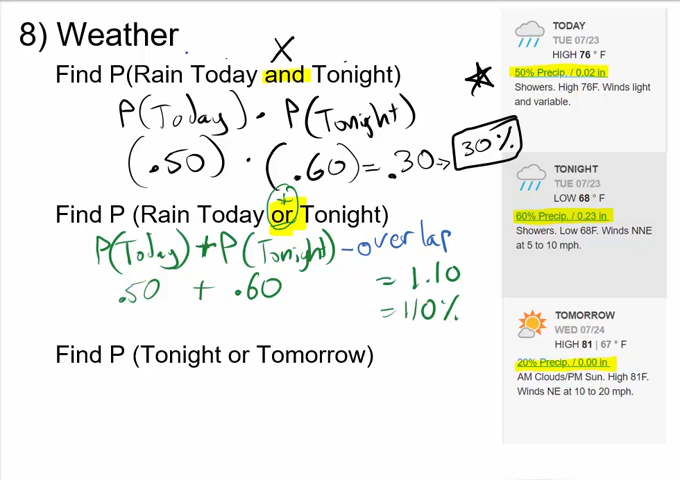 8) Weather
X
Find P(Rain Today and Tonight)
P(Today) · P(Tonight)
(.50) · (.60) = .30 => 30%
+
Find P (Rain Today or Tonight)
P(Today) + P(Tonight) - overlap
.50 + .60 = 1.10
= 110%
Find P (Tonight or Tomorrow)
TODAY
TUE 07/23
HIGH 76 ° F
50% Precip. / 0.02 in
Showers. High 76F. Winds light
and variable.
TONIGHT
TUE 07/23
LOW 68 ° F
60% Precip. / 0.23 in
Showers. Low 68F. Winds NNE
at 5 to 10 mph.
TOMORROW
WED 07/24
HIGH 81 | 67 ° F
20% Precip. / 0.00 in
AM Clouds/PM Sun. High 81F.
Winds NE at 10 to 20 mph.